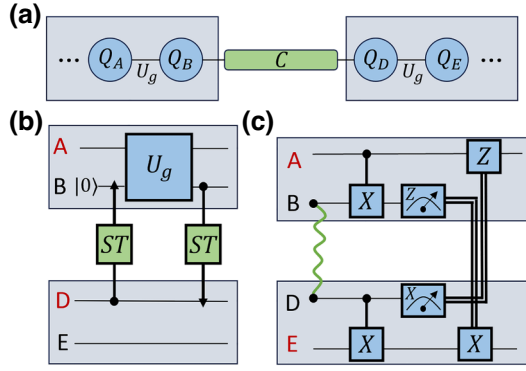 (a)
... Q_A U_g Q_B C Q_D U_g Q_E ...
(b)
A
U_g
B |0⟩
ST ST
D
E
(c)
A Z
B X Z
D X
E X X